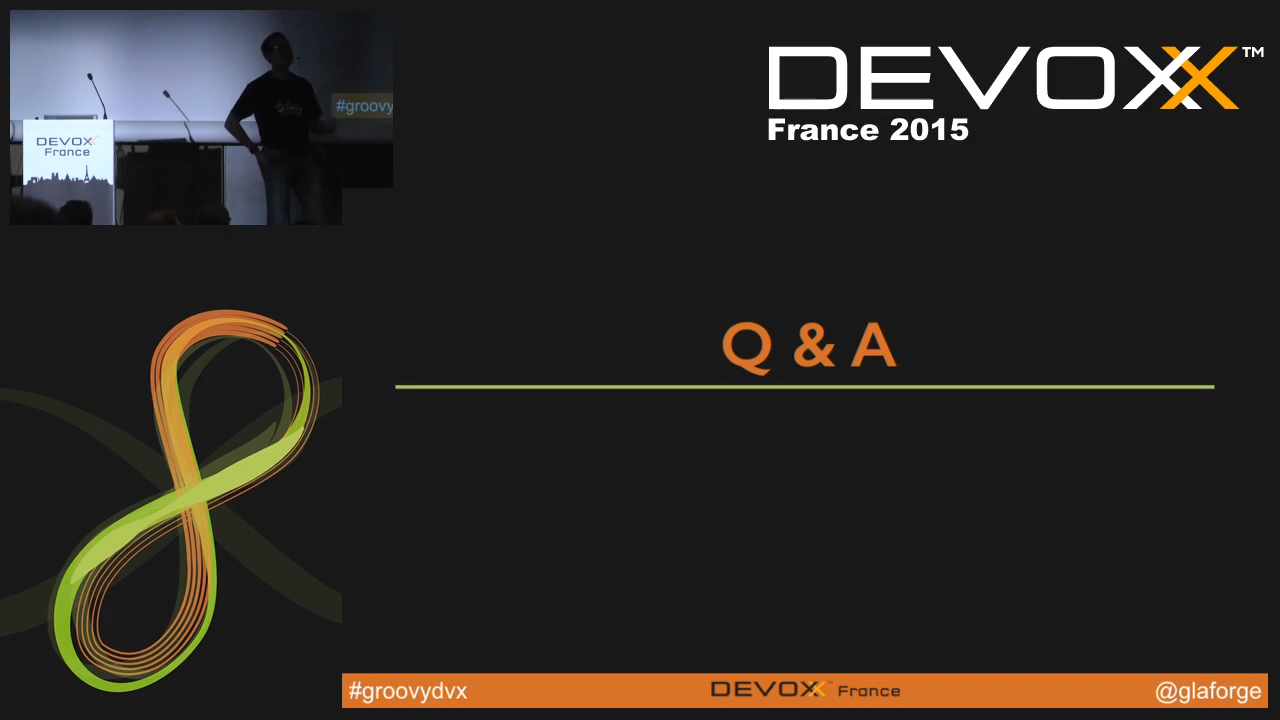 #groovy
DEVOXX
France
DEVOXX™
France 2015
Q & A
#groovydvx
DEVOXX France
@glaforge